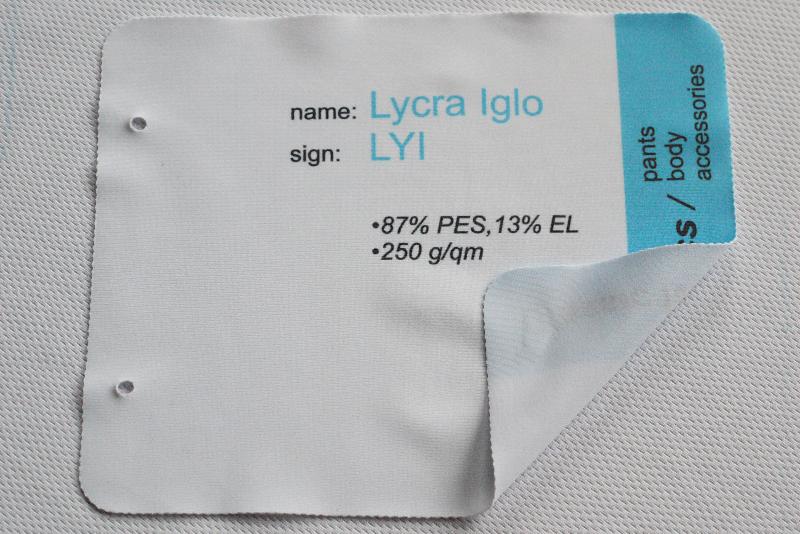 name: Lycra Iglo
sign: LYI
•87% PES,13% EL
•250 g/qm
pants
body
accessories
/